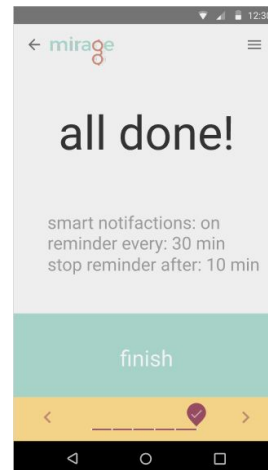 12:30
mirage
all done!
smart notifactions: on
reminder every: 30 min
stop reminder after: 10 min
finish